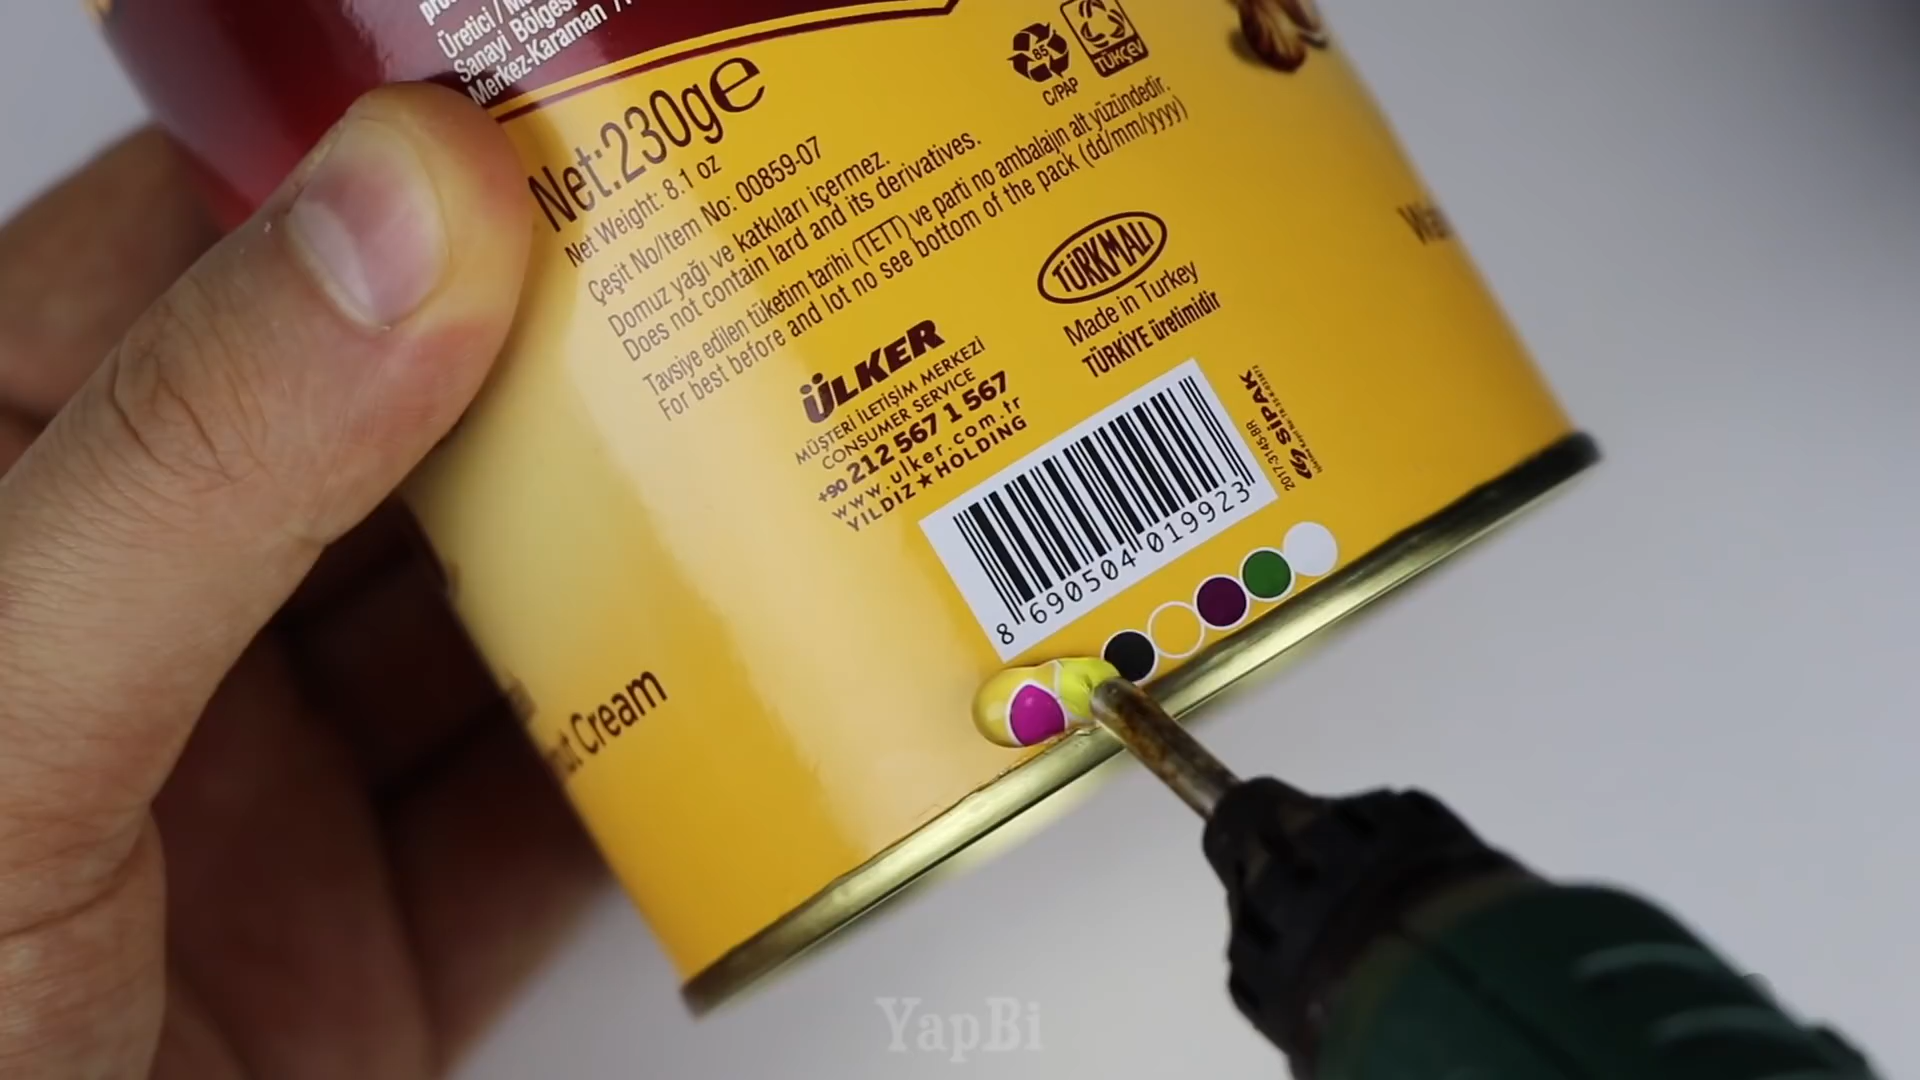 Üretici /
Sanayi Bölgesi
Merkez-Karaman /
Net:230g e
Net Weight: 8.1 oz
Çeşit No/Item No: 00859-07
Domuz yağı ve katkıları içermez.
Does not contain lard and its derivatives.
Tavsiye edilen tüketim tarihi (TETT) ve parti no ambalajın alt yüzündedir.
For best before and lot no see bottom of the pack (dd/mm/yyyy)
85
C/PAP
TÜKÇEV
TÜRKMALI
Made in Turkey
TÜRKİYE üretimidir
ÜLKER
MÜŞTERİ İLETİŞİM MERKEZİ
CONSUMER SERVICE
+90 212 567 1 567
www.ulker.com.tr
YILDIZ★HOLDING
8 690504 019923
SİPAK
2017-3145-BR
Cream
YapBi